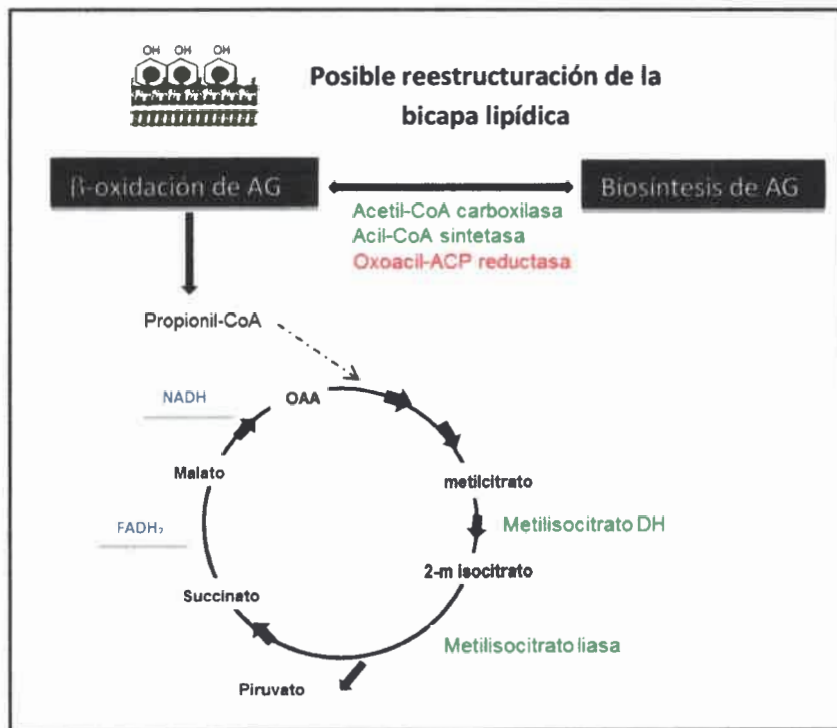 OH OH OH
Posible reestructuración de la
bicapa lipídica
β-oxidación de AG
Biosíntesis de AG
Acetil-CoA carboxilasa
Acil-CoA sintetasa
Oxoacil-ACP reductasa
Propionil-CoA
NADH
OAA
Malato
metilcitrato
FADH₂
Metilisocitrato DH
2-m isocitrato
Succinato
Metilisocitrato liasa
Piruvato